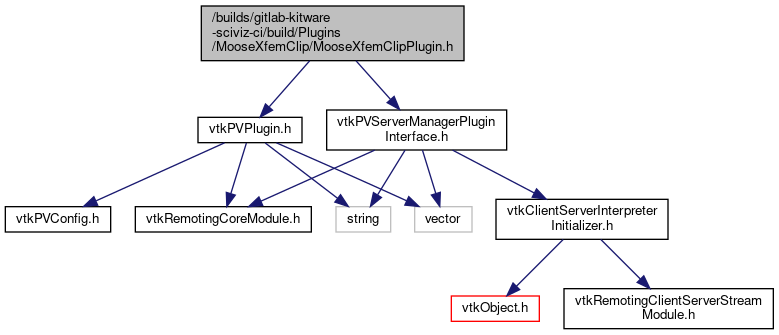 /builds/gitlab-kitware
-sciviz-ci/build/Plugins
/MooseXfemClip/MooseXfemClipPlugin.h
vtkPVPlugin.h
vtkPVServerManagerPlugin
Interface.h
vtkPVConfig.h
vtkRemotingCoreModule.h
string
vector
vtkClientServerInterpreter
Initializer.h
vtkObject.h
vtkRemotingClientServerStream
Module.h